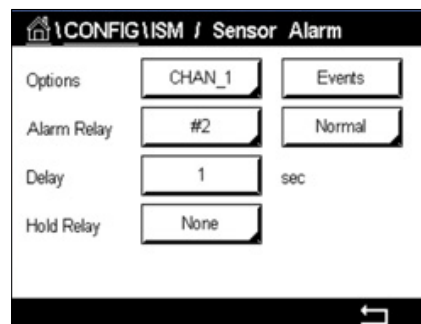 \CONFIG\ISM / Sensor Alarm
Options CHAN_1 Events
Alarm Relay #2 Normal
Delay 1 sec
Hold Relay None